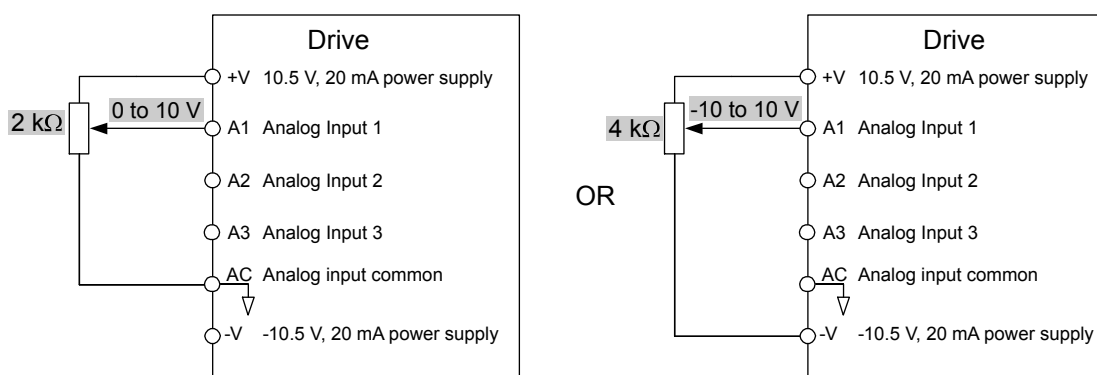 Drive
+V 10.5 V, 20 mA power supply
2 kΩ
0 to 10 V
A1 Analog Input 1
A2 Analog Input 2
A3 Analog Input 3
AC Analog input common
-V -10.5 V, 20 mA power supply
OR
Drive
+V 10.5 V, 20 mA power supply
4 kΩ
-10 to 10 V
A1 Analog Input 1
A2 Analog Input 2
A3 Analog Input 3
AC Analog input common
-V -10.5 V, 20 mA power supply